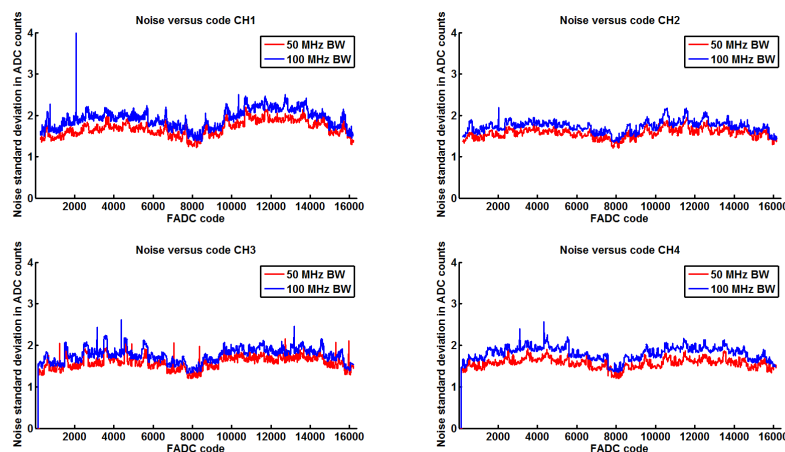 Noise versus code CH1
Noise standard deviation in ADC counts
4
3
2
1
0
50 MHz BW
100 MHz BW
2000 4000 6000 8000 10000 12000 14000 16000
FADC code
Noise versus code CH2
Noise standard deviation in ADC counts
4
3
2
1
0
50 MHz BW
100 MHz BW
2000 4000 6000 8000 10000 12000 14000 16000
FADC code
Noise versus code CH3
Noise standard deviation in ADC counts
4
3
2
1
0
50 MHz BW
100 MHz BW
2000 4000 6000 8000 10000 12000 14000 16000
FADC code
Noise versus code CH4
Noise standard deviation in ADC counts
4
3
2
1
0
50 MHz BW
100 MHz BW
2000 4000 6000 8000 10000 12000 14000 16000
FADC code